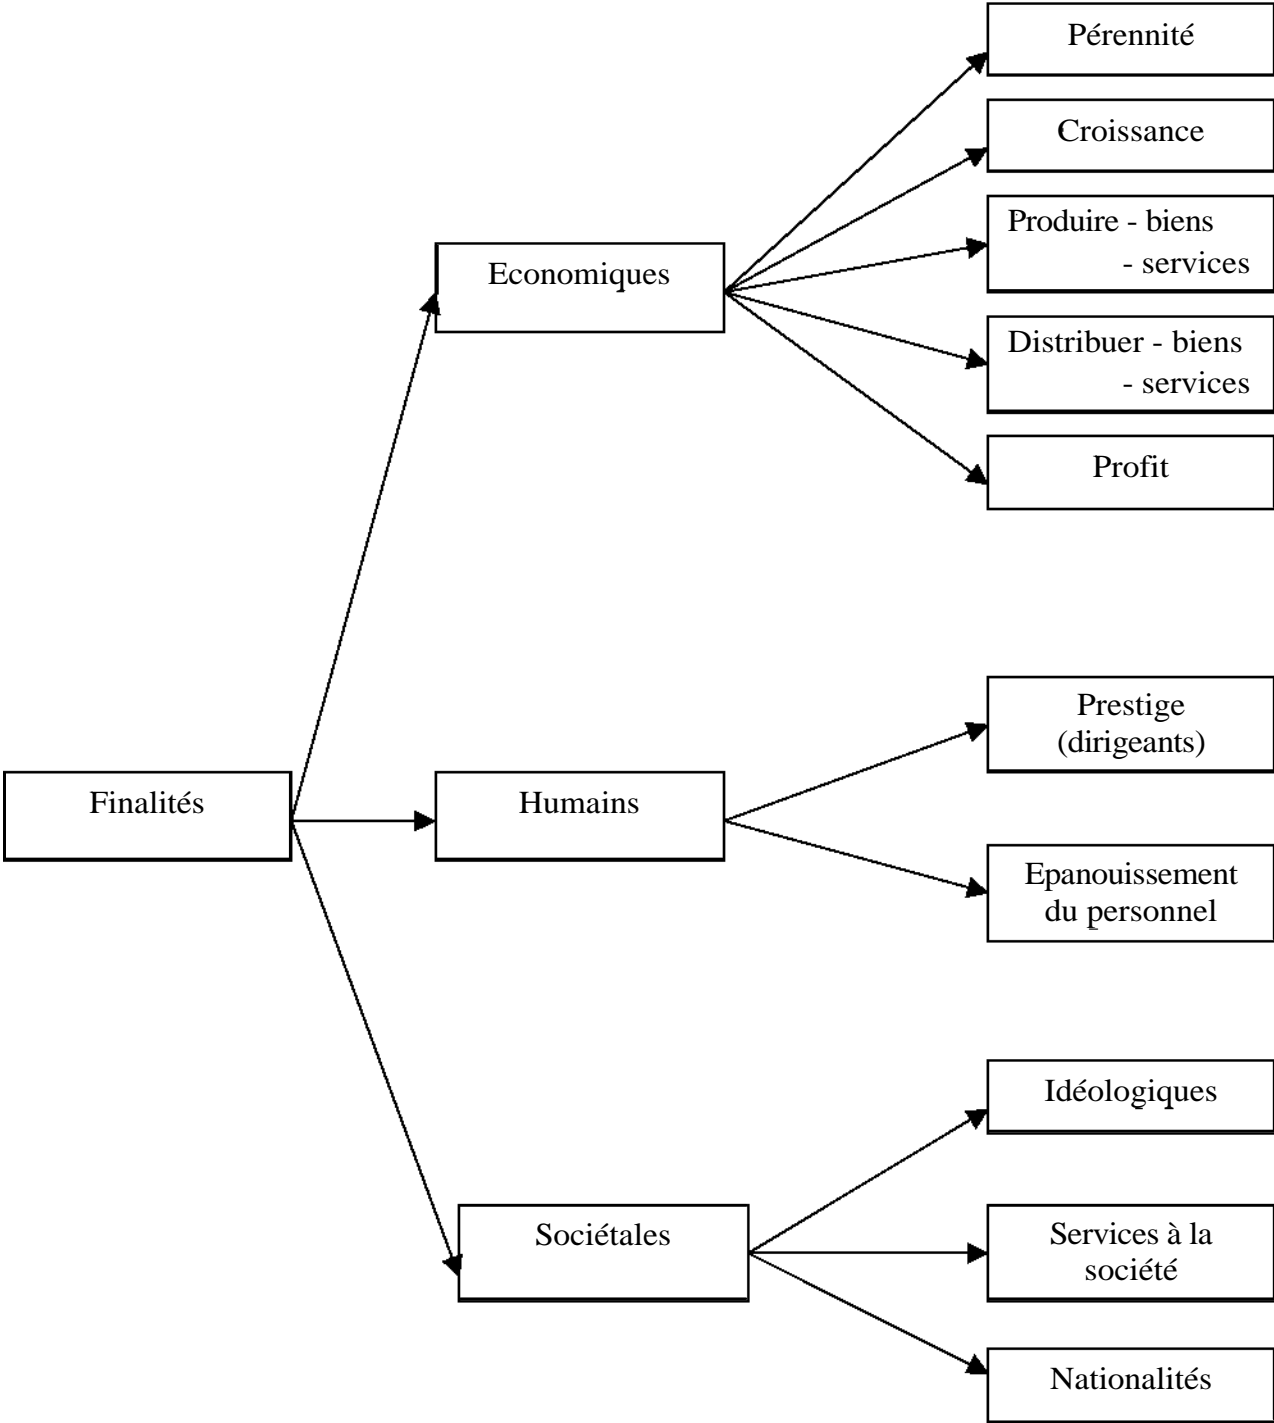 Pérennité
Croissance
Produire - biens
- services
Economiques
Distribuer - biens
- services
Profit
Prestige
(dirigeants)
Finalités
Humains
Epanouissement
du personnel
Idéologiques
Sociétales
Services à la
société
Nationalités